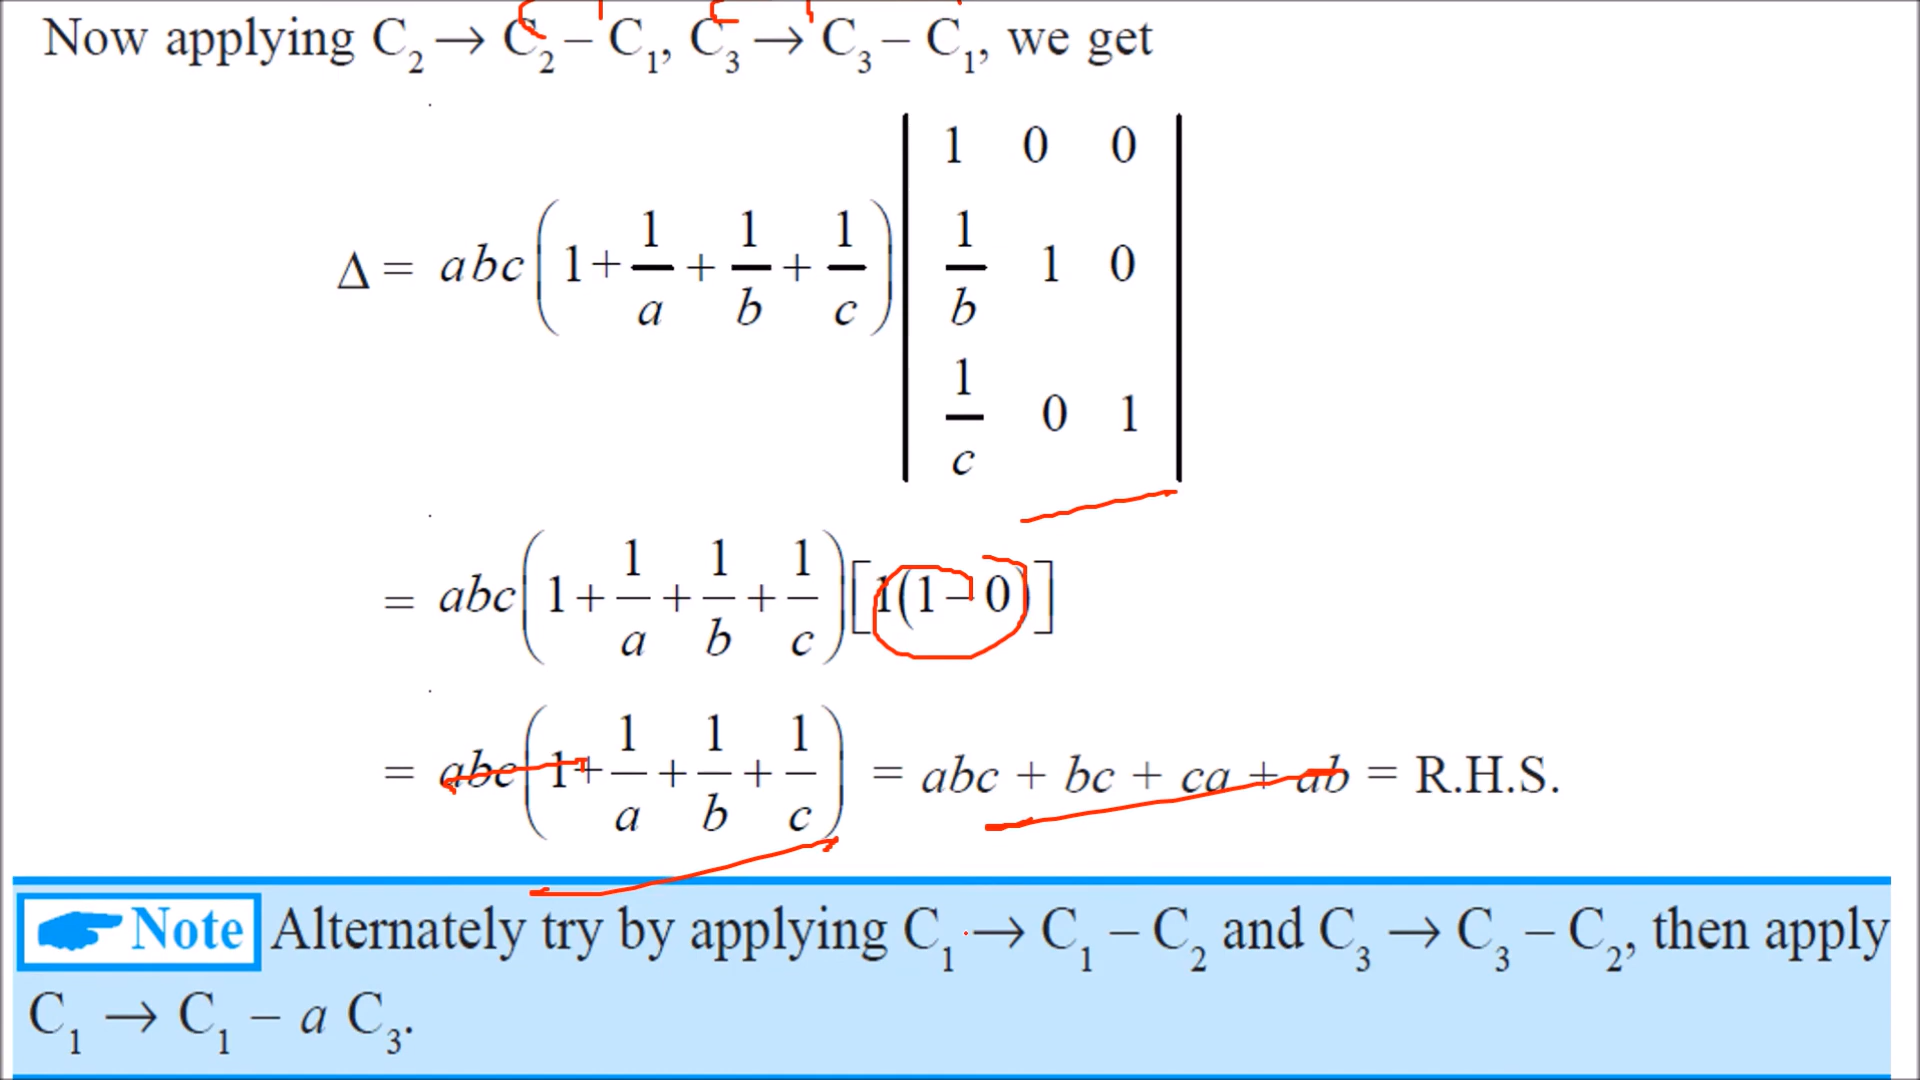 Now applying C₂ → C₂ – C₁, C₃ → C₃ – C₁, we get
Δ = abc(1 + 1/a + 1/b + 1/c) | 1 0 0 |
| 1/b 1 0 |
| 1/c 0 1 |
= abc(1 + 1/a + 1/b + 1/c)[1(1 – 0)]
= abc(1 + 1/a + 1/b + 1/c) = abc + bc + ca + ab = R.H.S.
Note Alternately try by applying C₁ → C₁ – C₂ and C₃ → C₃ – C₂, then apply
C₁ → C₁ – a C₃.